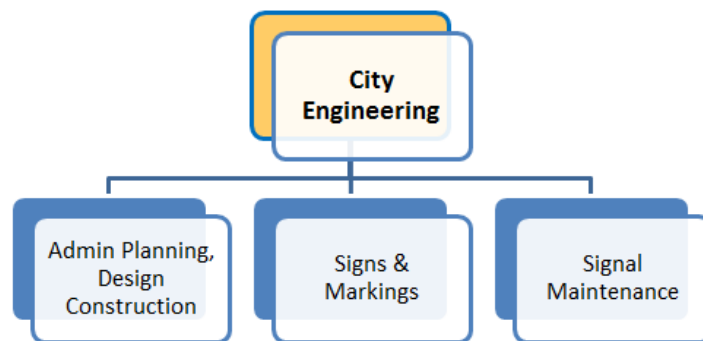 City
Engineering
Admin Planning,
Design
Construction
Signs &
Markings
Signal
Maintenance